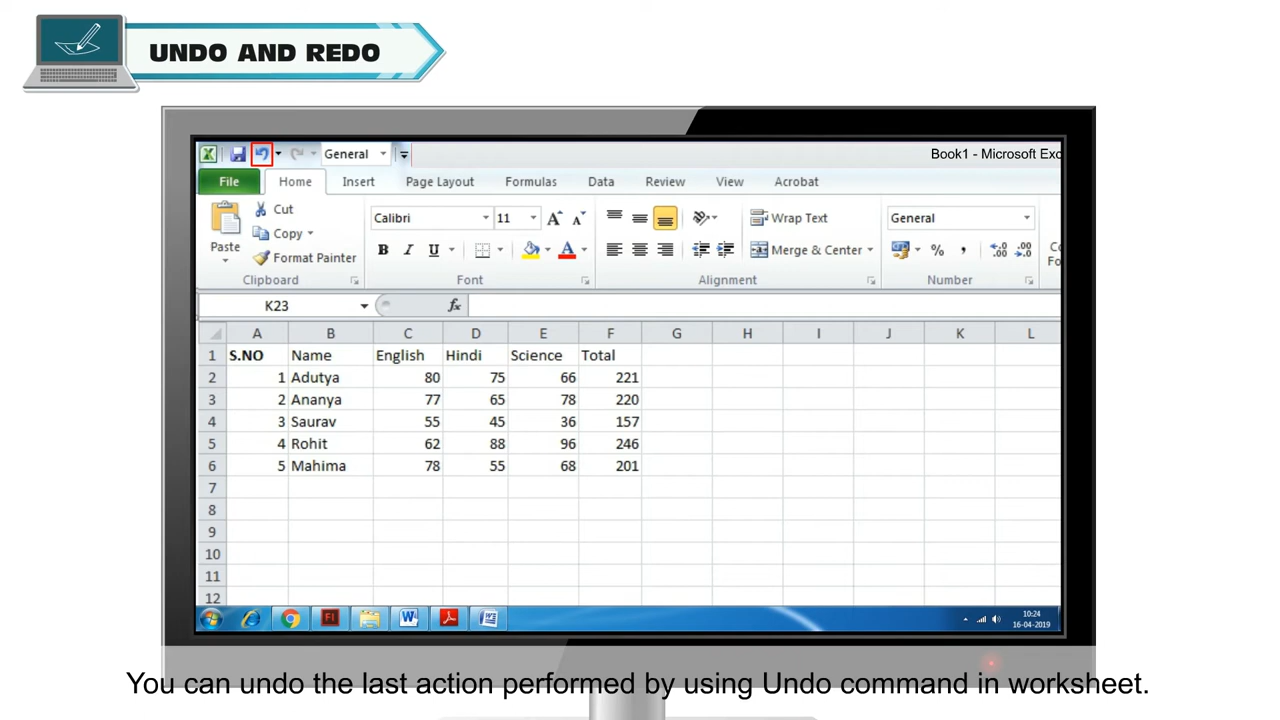 UNDO AND REDO
General
Book1 - Microsoft Exc
File Home Insert Page Layout Formulas Data Review View Acrobat
Paste
Cut
Copy
Format Painter
Clipboard
Calibri 11
B I U A
Font
Wrap Text
Merge & Center
Alignment
General
% , .0 .00 .00 .0
Number
K23 fx
A B C D E F G H I J K L
1 S.NO Name English Hindi Science Total
2 1 Adutya 80 75 66 221
3 2 Ananya 77 65 78 220
4 3 Saurav 55 45 36 157
5 4 Rohit 62 88 96 246
6 5 Mahima 78 55 68 201
7
8
9
10
11
12
10:24
16-04-2019
You can undo the last action performed by using Undo command in worksheet.